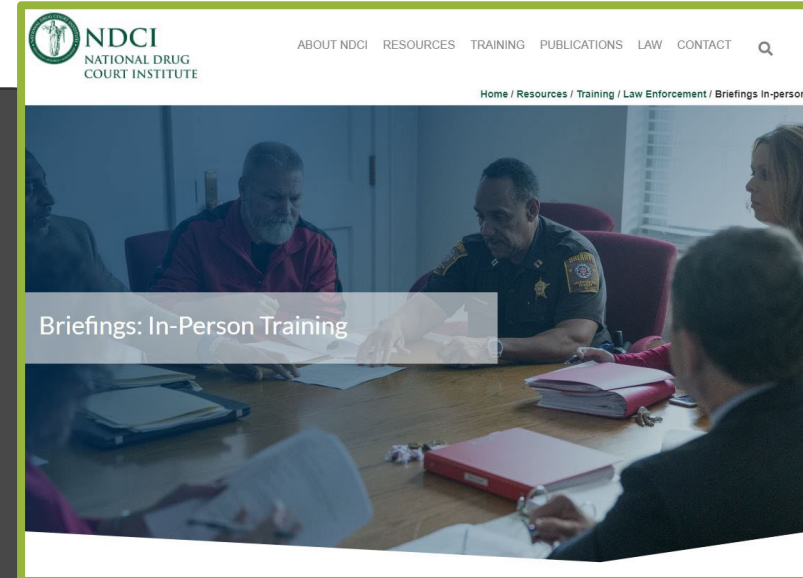 NDCI
NATIONAL DRUG
COURT INSTITUTE
ABOUT NDCI RESOURCES TRAINING PUBLICATIONS LAW CONTACT
Home / Resources / Training / Law Enforcement / Briefings In-person
Briefings: In-Person Training